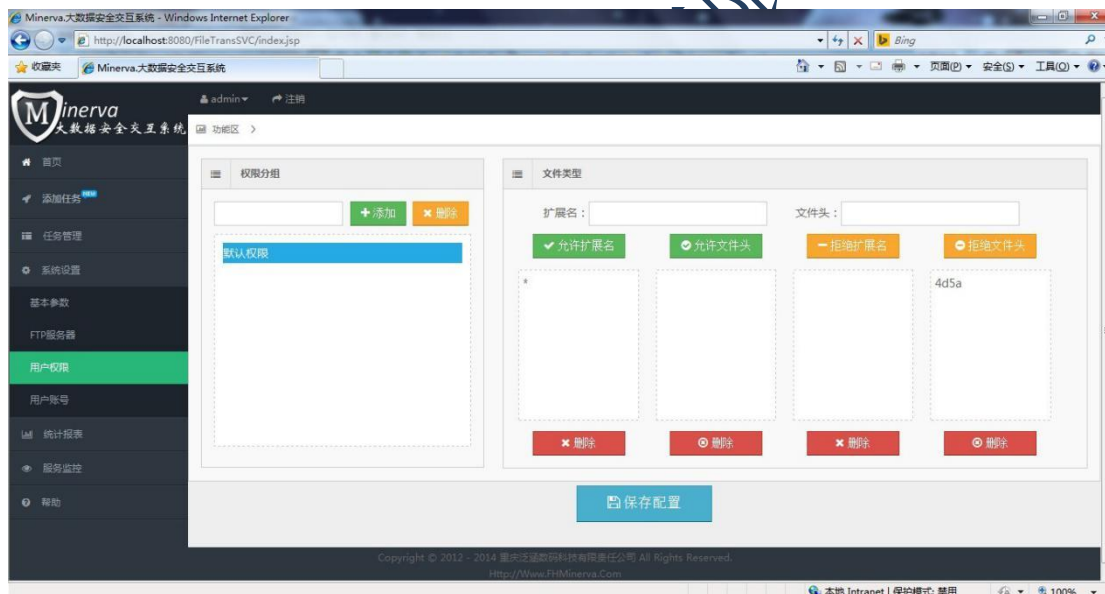 Minerva.大数据安全交互系统 - Windows Internet Explorer
http://localhost:8080/FileTransSVC/index.jsp
Bing
收藏夹
Minerva.大数据安全交互系统
页面(P)
安全(S)
工具(O)
Minerva
大数据安全交互系统
admin
注销
功能区 >
首页
添加任务 NEW
任务管理
系统设置
基本参数
FTP服务器
用户权限
用户账号
统计报表
服务监控
帮助
权限分组
添加
删除
默认权限
文件类型
扩展名：
文件头：
允许扩展名
允许文件头
拒绝扩展名
拒绝文件头
*
4d5a
删除
删除
删除
删除
保存配置
Copyright © 2012 - 2014 重庆泛涵数码科技有限责任公司 All Rights Reserved.
Http://Www.FHMinerva.Com
本地 Intranet | 保护模式: 禁用
100%